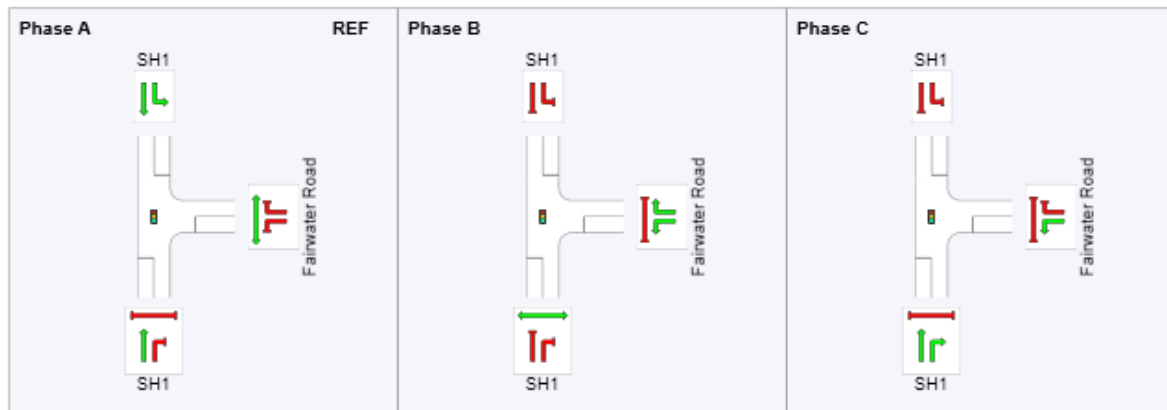 Phase A REF
SH1
Fairwater Road
SH1
Phase B
SH1
Fairwater Road
SH1
Phase C
SH1
Fairwater Road
SH1